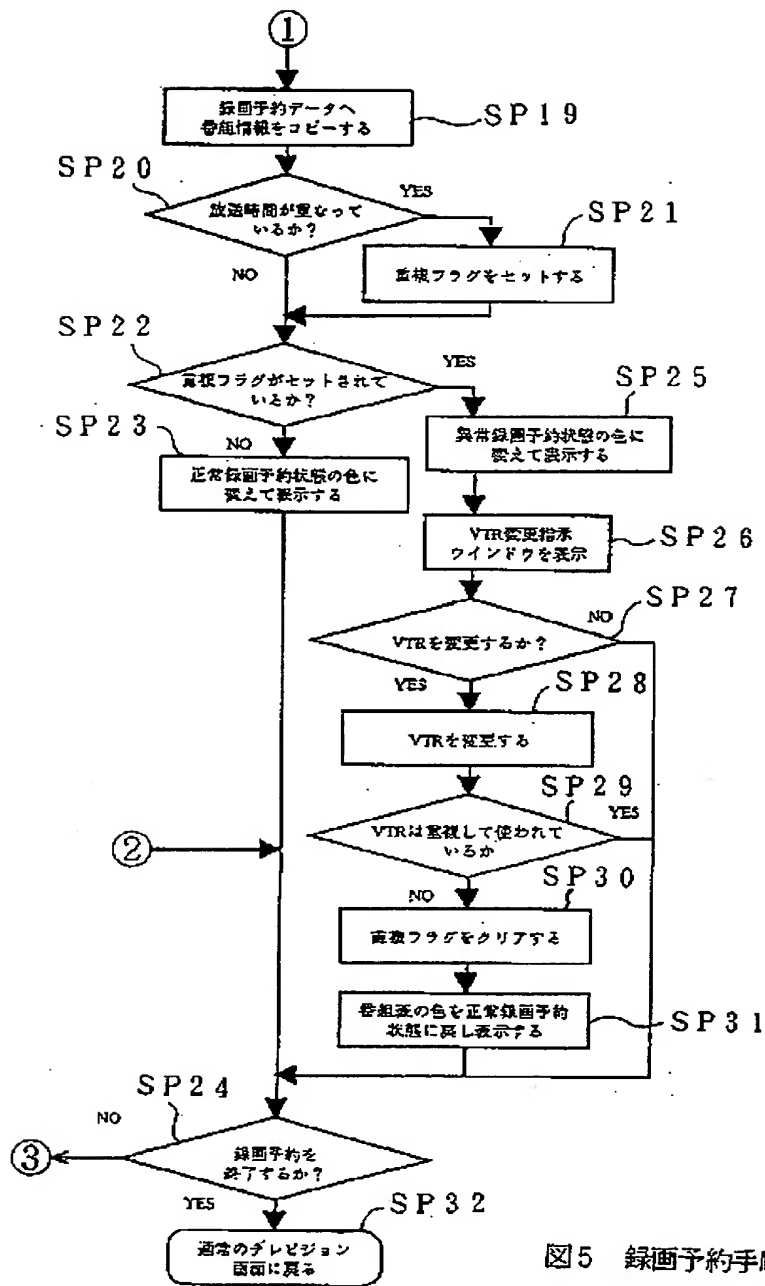 ①
録画予約データへ
番組情報をコピーする
SP19
SP20
放送時間が重なって
いるか？
YES
NO
SP21
重複フラグをセットする
SP22
重複フラグがセットされて
いるか？
YES
NO
SP23
正常録画予約状態の色に
変えて表示する
SP25
異常録画予約状態の色に
変えて表示する
VTR変更指示
ウインドウを表示
SP26
SP27
VTRを変更するか？
NO
YES
SP28
VTRを変更する
SP29
VTRは重複して使われて
いるか
YES
NO
②
SP30
重複フラグをクリアする
番組表の色を正常録画予約
状態に戻し表示する
SP31
SP24
NO
③
録画予約を
終了するか？
YES
SP32
通常のテレビジョン
画面に戻る
図5 録画予約手